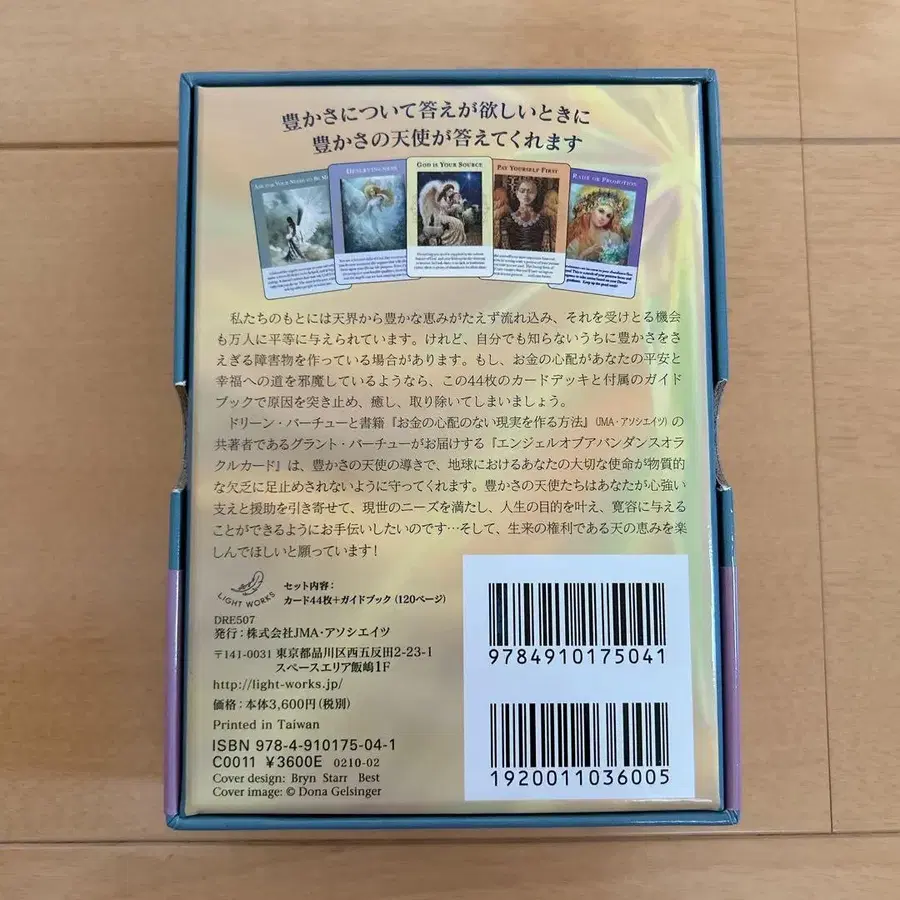 豊かさについて答えが欲しいときに
豊かさの天使が答えてくれます
DESERVINGNESS
GOD IS YOUR SOURCE
PAY YOURSELF FIRST
RAISE OR PROMOTION
私たちのもとには天界から豊かな恵みがたえず流れ込み、それを受けとる機会
も万人に平等に与えられています。けれど、自分でも知らないうちに豊かさをさ
えぎる障害物を作っている場合があります。もし、お金の心配があなたの平安と
幸福への道を邪魔しているようなら、この44枚のカードデッキと付属のガイド
ブックで原因を突き止め、癒し、取り除いてしまいましょう。
ドリーン・バーチューと書籍『お金の心配のない現実を作る方法』(JMA・アソシエイツ)の
共著者であるグラント・バーチューがお届けする『エンジェルオブアバンダンスオラ
クルカード』は、豊かさの天使の導きで、地球におけるあなたの大切な使命が物質的
な欠乏に足止めされないように守ってくれます。豊かさの天使たちはあなたが心強い
支えと援助を引き寄せて、現世のニーズを満たし、人生の目的を叶え、寛容に与える
ことができるようにお手伝いしたいのです…そして、生来の権利である天の恵みを楽
しんでほしいと願っています!
LIGHT WORKS
セット内容:
カード44枚+ガイドブック(120ページ)
DRE507
発行:株式会社JMA・アソシエイツ
〒141-0031 東京都品川区西五反田2-23-1
スペースエリア飯嶋1F
http://light-works.jp/
価格:本体3,600円(税別)
Printed in Taiwan
ISBN 978-4-910175-04-1
C0011 ¥3600E 0210-02
Cover design: Bryn Starr Best
Cover image: © Dona Gelsinger
9784910175041
1920011036005